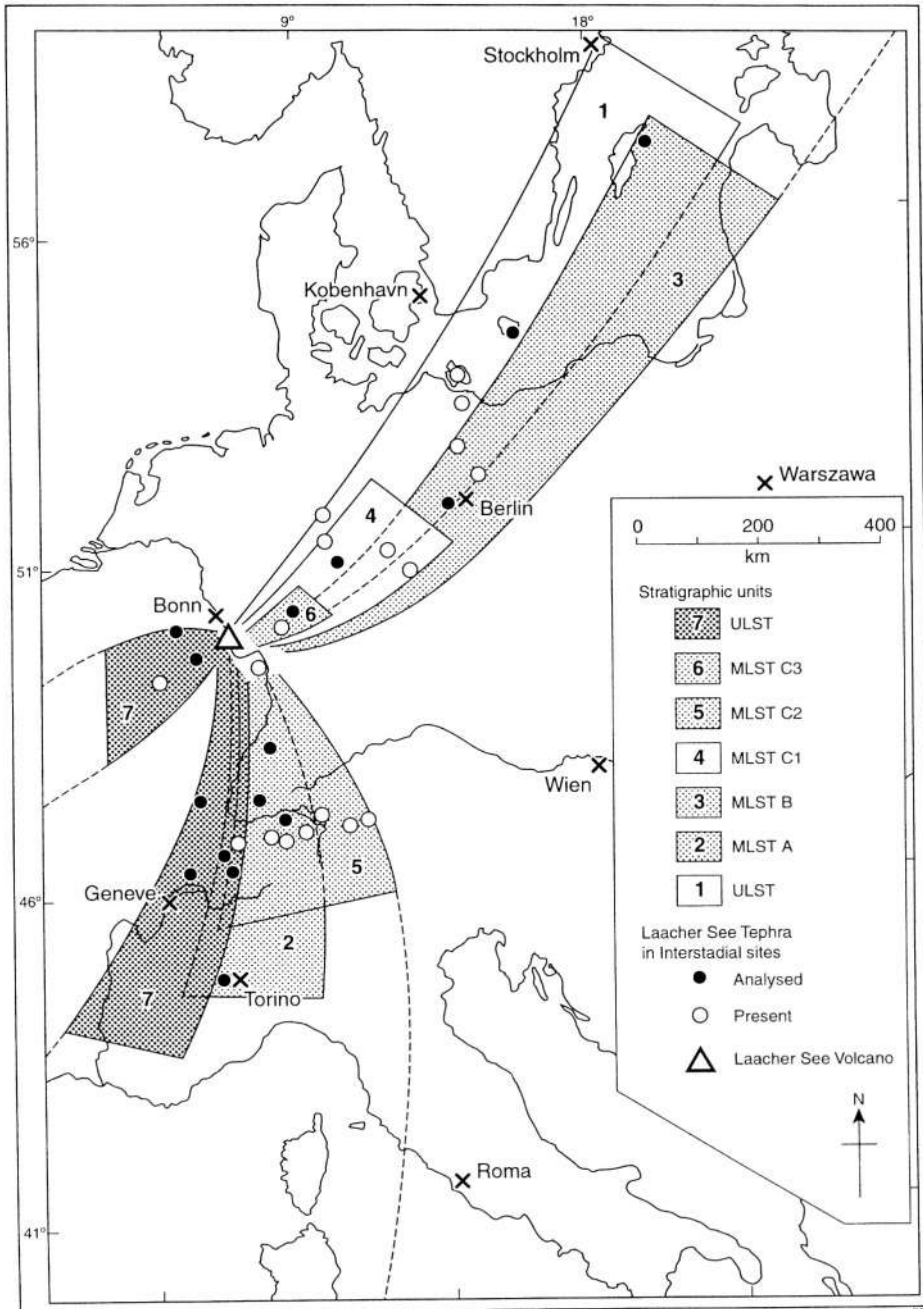 9°
18°
Stockholm
1
56°
3
Kobenhavn
Warszawa
Berlin
4
0 200 400
km
51°
Bonn
6
Stratigraphic units
7 ULST
6 MLST C3
7
5 MLST C2
4 MLST C1
Wien
3 MLST B
2 MLST A
5
1 ULST
46°
Geneve
2
Laacher See Tephra
in Interstadial sites
Analysed
7
Torino
Present
Laacher See Volcano
N
Roma
41°